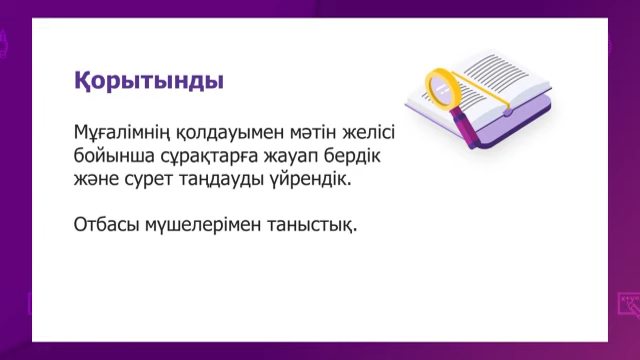 Қорытынды
Мұғалімнің қолдауымен мәтін желісі
бойынша сұрақтарға жауап бердік
және сурет таңдауды үйрендік.
Отбасы мүшелерімен таныстық.